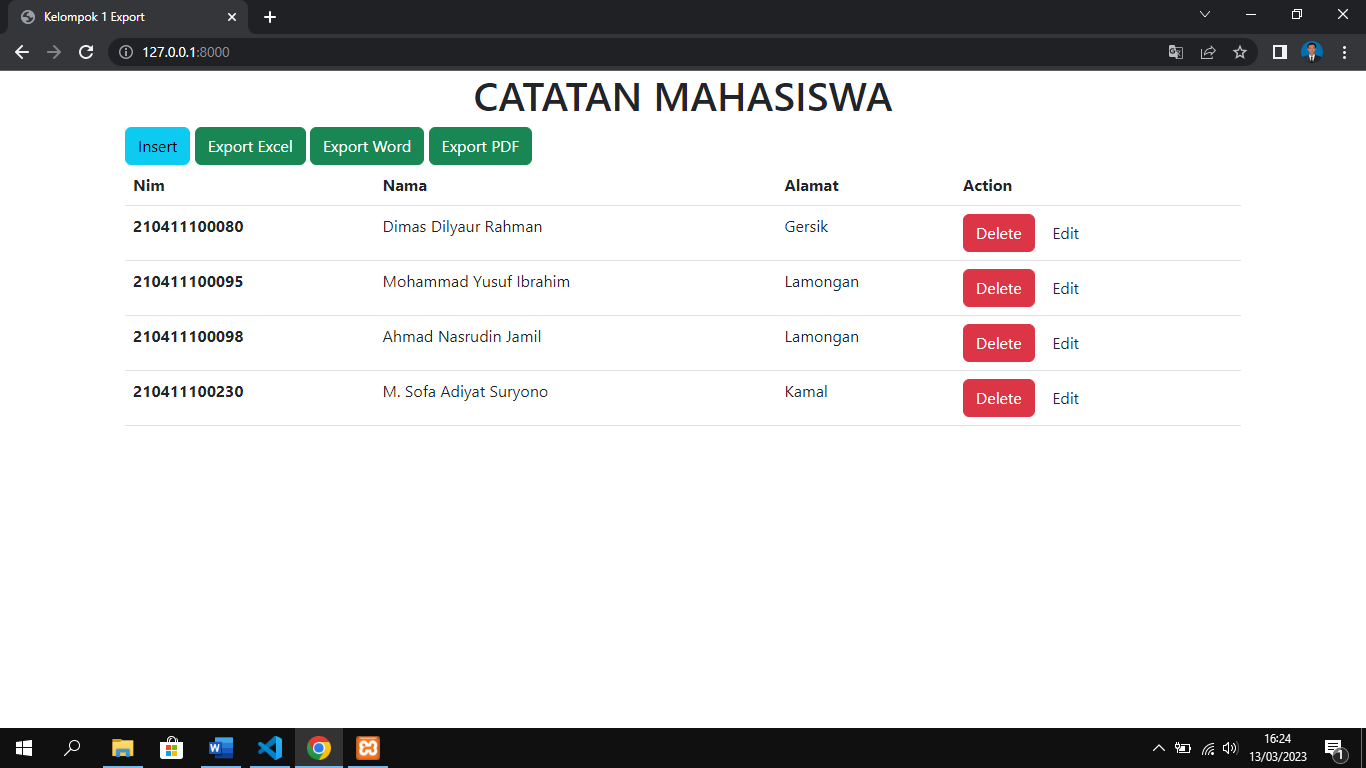 Kelompok 1 Export
127.0.0.1:8000
CATATAN MAHASISWA
Insert Export Excel Export Word Export PDF
Nim Nama Alamat Action
210411100080 Dimas Dilyaur Rahman Gersik Delete Edit
210411100095 Mohammad Yusuf Ibrahim Lamongan Delete Edit
210411100098 Ahmad Nasrudin Jamil Lamongan Delete Edit
210411100230 M. Sofa Adiyat Suryono Kamal Delete Edit
16:24
13/03/2023
1